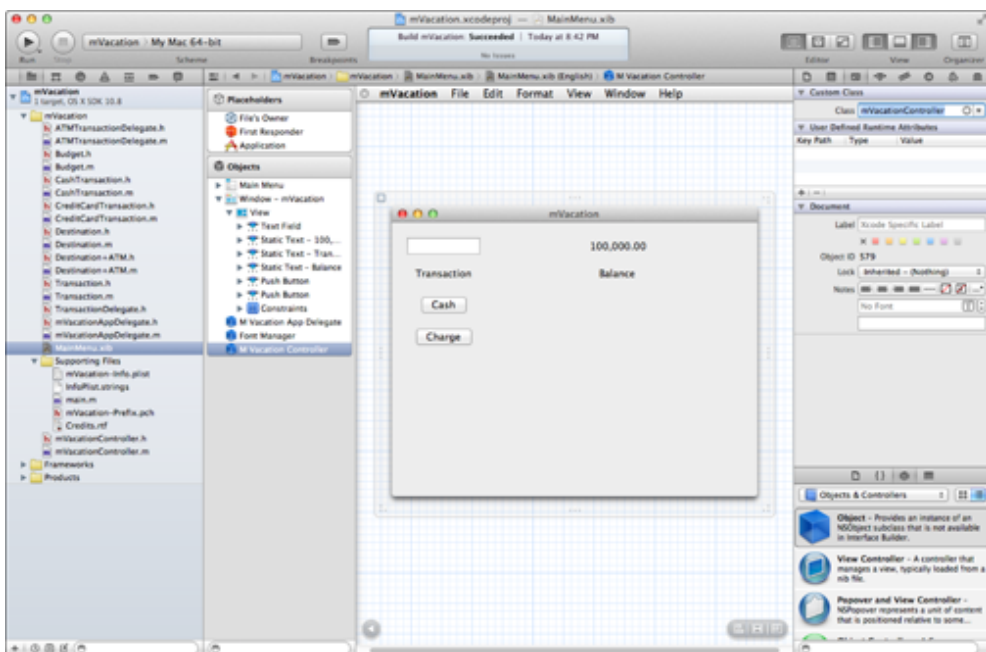 mVacation.xcodeproj — MainMenu.xib
mVacation My Mac 64-bit
Build mVacation: Succeeded | Today at 8:42 PM
No Issues
Run Stop Scheme Breakpoints Editor View Organizer
mVacation mVacation MainMenu.xib MainMenu.xib (English) M Vacation Controller
mVacation
1 target, OS X SDK 10.8
mVacation
ATMTransactionDelegate.h
ATMTransactionDelegate.m
Budget.h
Budget.m
CashTransaction.h
CashTransaction.m
CreditCardTransaction.h
CreditCardTransaction.m
Destination.h
Destination.m
Destination+ATM.h
Destination+ATM.m
Transaction.h
Transaction.m
TransactionDelegate.h
mVacationAppDelegate.h
mVacationAppDelegate.m
MainMenu.xib
Supporting Files
mVacation-Info.plist
InfoPlist.strings
main.m
mVacation-Prefix.pch
Credits.rtf
mVacationController.h
mVacationController.m
Frameworks
Products
Placeholders
File's Owner
First Responder
Application
Objects
Main Menu
Window - mVacation
View
Text Field
Static Text - 100,...
Static Text - Tran...
Static Text - Balance
Push Button
Push Button
Constraints
M Vacation App Delegate
Font Manager
M Vacation Controller
mVacation File Edit Format View Window Help
mVacation
100,000.00
Transaction Balance
Cash
Charge
Custom Class
Class mVacationController
User Defined Runtime Attributes
Key Path Type Value
Document
Label Xcode Specific Label
Object ID 579
Lock Inherited - (Nothing)
Notes
No Font
Objects & Controllers
Object - Provides an instance of an
NSObject subclass that is not available
in Interface Builder.
View Controller - A controller that
manages a view, typically loaded from a
nib file.
Popover and View Controller -
NSPopover represents a unit of content
that is positioned relative to some...